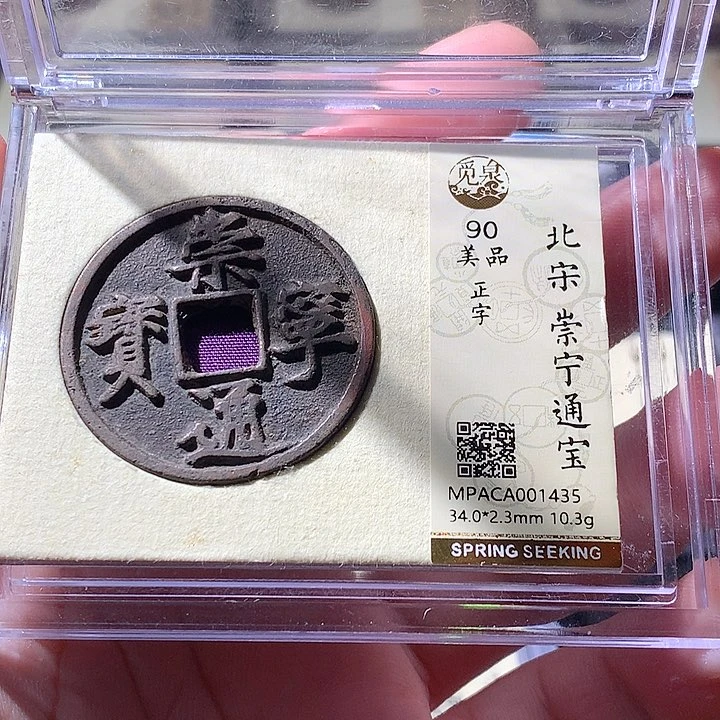 崇
寧
通
寶
觅泉
90
美品
正字
北宋 崇宁通宝
MPACA001435
34.0*2.3mm 10.3g
SPRING SEEKING